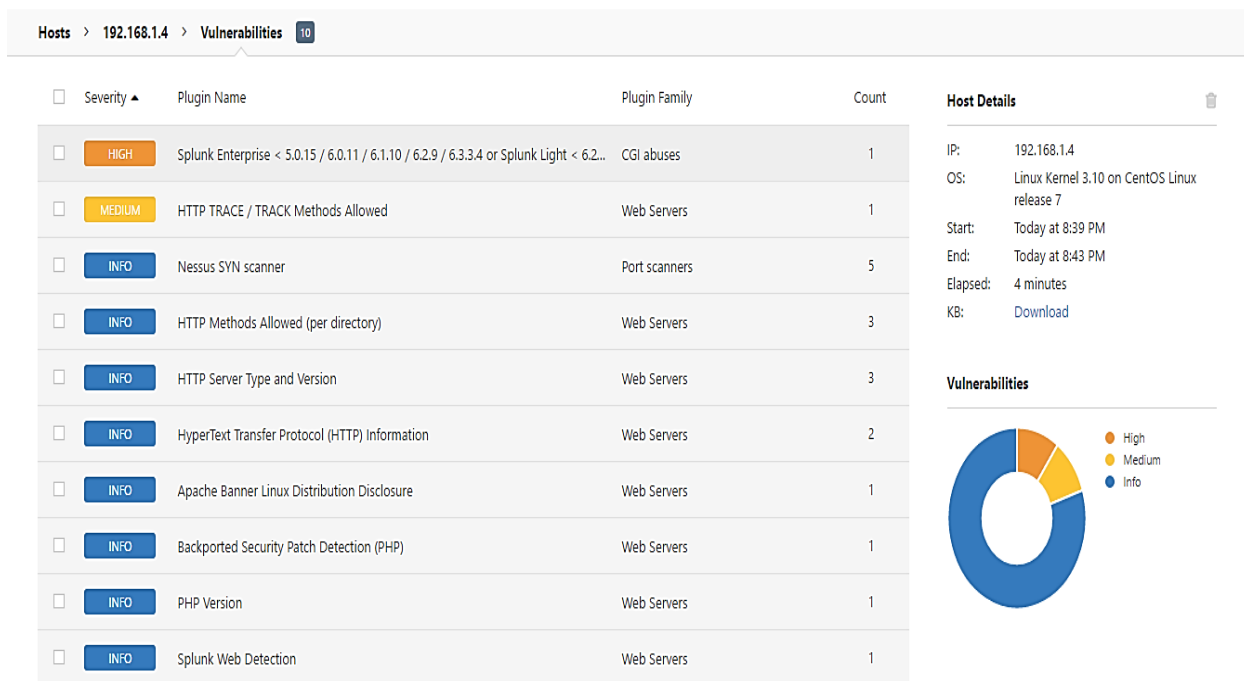 Hosts > 192.168.1.4 > Vulnerabilities 10
Severity ▲ Plugin Name Plugin Family Count
HIGH Splunk Enterprise < 5.0.15 / 6.0.11 / 6.1.10 / 6.2.9 / 6.3.3.4 or Splunk Light < 6.2... CGI abuses 1
MEDIUM HTTP TRACE / TRACK Methods Allowed Web Servers 1
INFO Nessus SYN scanner Port scanners 5
INFO HTTP Methods Allowed (per directory) Web Servers 3
INFO HTTP Server Type and Version Web Servers 3
INFO HyperText Transfer Protocol (HTTP) Information Web Servers 2
INFO Apache Banner Linux Distribution Disclosure Web Servers 1
INFO Backported Security Patch Detection (PHP) Web Servers 1
INFO PHP Version Web Servers 1
INFO Splunk Web Detection Web Servers 1
Host Details
IP: 192.168.1.4
OS: Linux Kernel 3.10 on CentOS Linux
release 7
Start: Today at 8:39 PM
End: Today at 8:43 PM
Elapsed: 4 minutes
KB: Download
Vulnerabilities
High
Medium
Info